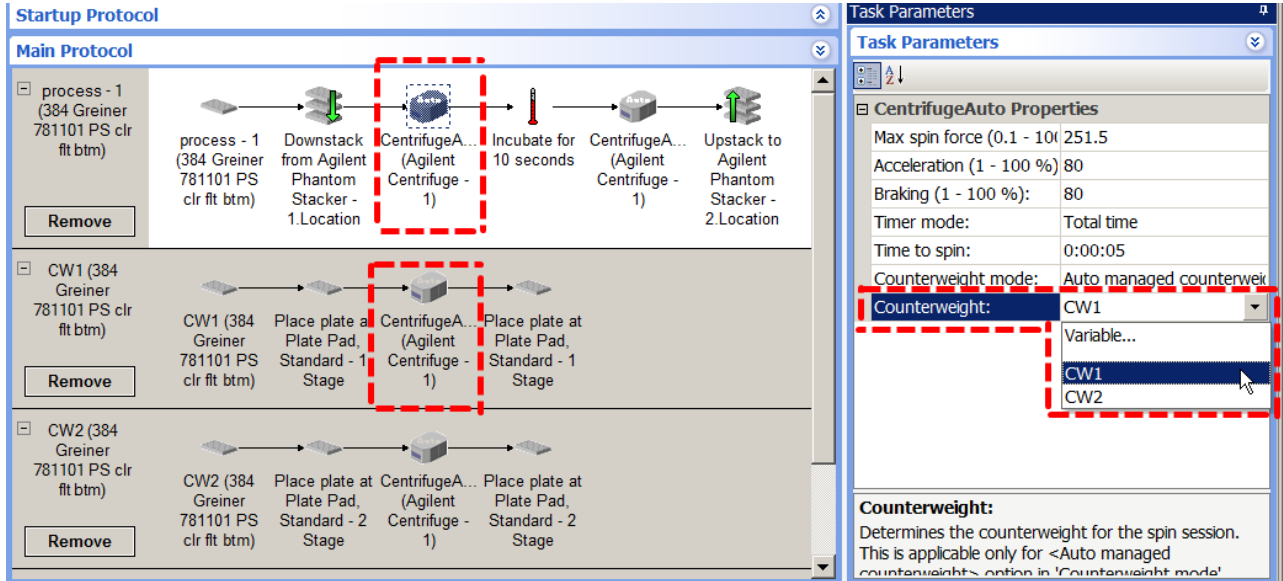 Startup Protocol
Main Protocol
process - 1
(384 Greiner
781101 PS clr
flt btm)
Remove
process - 1
(384 Greiner
781101 PS
clr flt btm)
Downstack
from Agilent
Phantom
Stacker -
1.Location
CentrifugeA...
(Agilent
Centrifuge -
1)
Incubate for
10 seconds
CentrifugeA...
(Agilent
Centrifuge -
1)
Upstack to
Agilent
Phantom
Stacker -
2.Location
CW1 (384
Greiner
781101 PS clr
flt btm)
Remove
CW1 (384
Greiner
781101 PS
clr flt btm)
Place plate at
Plate Pad,
Standard - 1
Stage
CentrifugeA...
(Agilent
Centrifuge -
1)
Place plate at
Plate Pad,
Standard - 1
Stage
CW2 (384
Greiner
781101 PS clr
flt btm)
Remove
CW2 (384
Greiner
781101 PS
clr flt btm)
Place plate at
Plate Pad,
Standard - 2
Stage
CentrifugeA...
(Agilent
Centrifuge -
1)
Place plate at
Plate Pad,
Standard - 2
Stage
Task Parameters
Task Parameters
CentrifugeAuto Properties
Max spin force (0.1 - 100 251.5
Acceleration (1 - 100 %) 80
Braking (1 - 100 %): 80
Timer mode: Total time
Time to spin: 0:00:05
Counterweight mode: Auto managed counterwei
Counterweight: CW1
Variable...
CW1
CW2
Counterweight:
Determines the counterweight for the spin session.
This is applicable only for <Auto managed
counterweight> option in 'Counterweight mode'